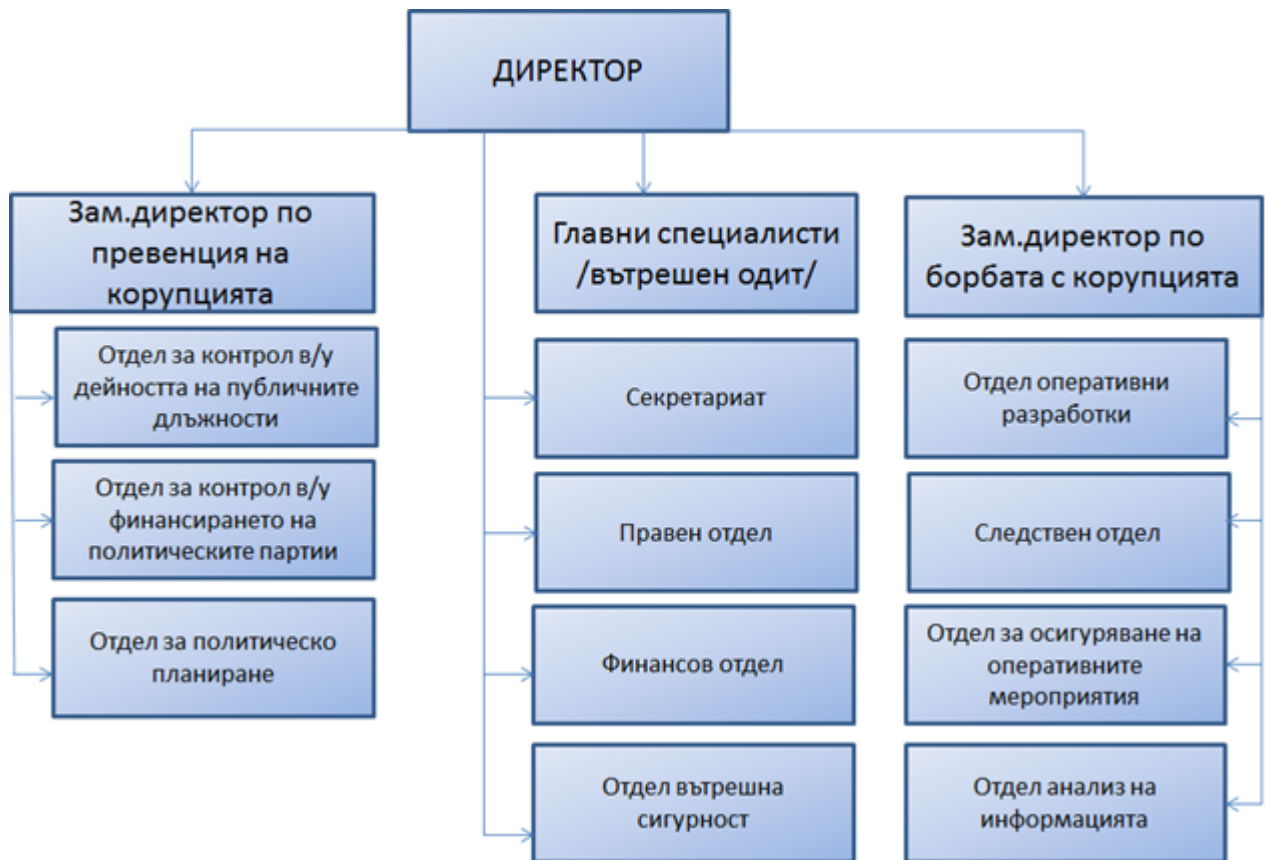 ДИРЕКТОР
Зам.директор по
превенция на
корупцията
Отдел за контрол в/у
дейността на публичните
длъжности
Отдел за контрол в/у
финансирането на
политическите партии
Отдел за политическо
планиране
Главни специалисти
/вътрешен одит/
Секретариат
Правен отдел
Финансов отдел
Отдел вътрешна
сигурност
Зам.директор по
борбата с корупцията
Отдел оперативни
разработки
Следствен отдел
Отдел за осигуряване на
оперативните
мероприятия
Отдел анализ на
информацията